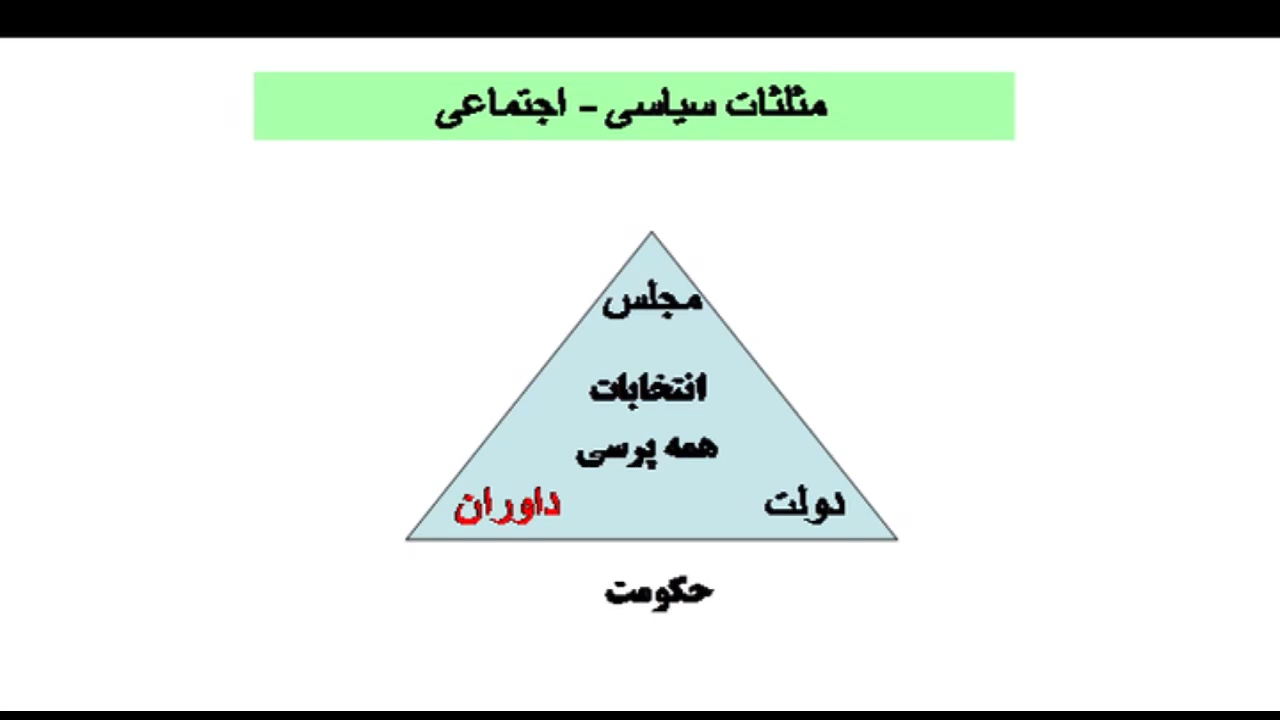 مثلثات سیاسی - اجتماعی
مجلس
انتخابات
همه پرسی
دولت
داوران
حکومت